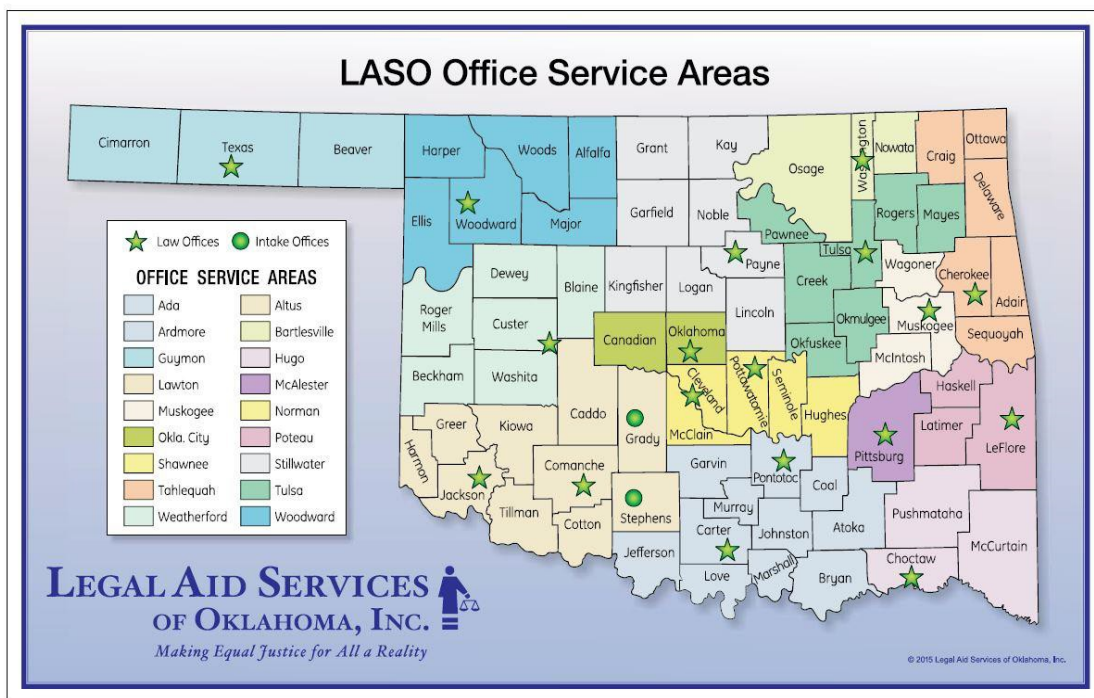 LASO Office Service Areas
Cimarron
Texas
Beaver
Harper
Woods
Alfalfa
Grant
Kay
Osage
Washington
Nowata
Craig
Ottawa
Delaware
Ellis
Woodward
Major
Garfield
Noble
Pawnee
Tulsa
Rogers
Mayes
Payne
Wagoner
Cherokee
Adair
Dewey
Blaine
Kingfisher
Logan
Creek
Lincoln
Okmulgee
Muskogee
Sequoyah
Roger
Mills
Custer
Canadian
Oklahoma
Okfuskee
McIntosh
Beckham
Washita
Cleveland
Pottawatomie
Seminole
Hughes
Haskell
Caddo
Grady
McClain
Pittsburg
Latimer
LeFlore
Harmon
Greer
Kiowa
Comanche
Garvin
Pontotoc
Coal
Jackson
Tillman
Cotton
Stephens
Murray
Carter
Johnston
Atoka
Pushmataha
McCurtain
Jefferson
Love
Marshall
Bryan
Choctaw
Law Offices
Intake Offices
OFFICE SERVICE AREAS
Ada
Altus
Ardmore
Bartlesville
Guymon
Hugo
Lawton
McAlester
Muskogee
Norman
Okla. City
Poteau
Shawnee
Stillwater
Tahlequah
Tulsa
Weatherford
Woodward
LEGAL AID SERVICES
OF OKLAHOMA, INC.
Making Equal Justice for All a Reality
© 2015 Legal Aid Services of Oklahoma, Inc.